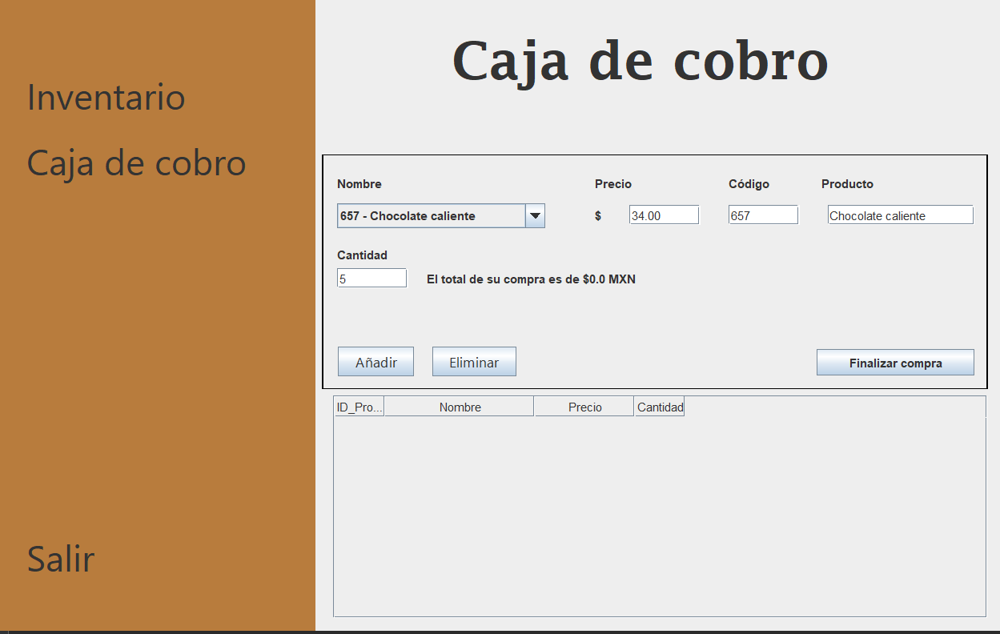 Inventario
Caja de cobro
Salir
Caja de cobro
Nombre Precio Código Producto
657 - Chocolate caliente $ 34.00 657 Chocolate caliente
Cantidad
5 El total de su compra es de $0.0 MXN
Añadir Eliminar Finalizar compra
ID_Pro... Nombre Precio Cantidad